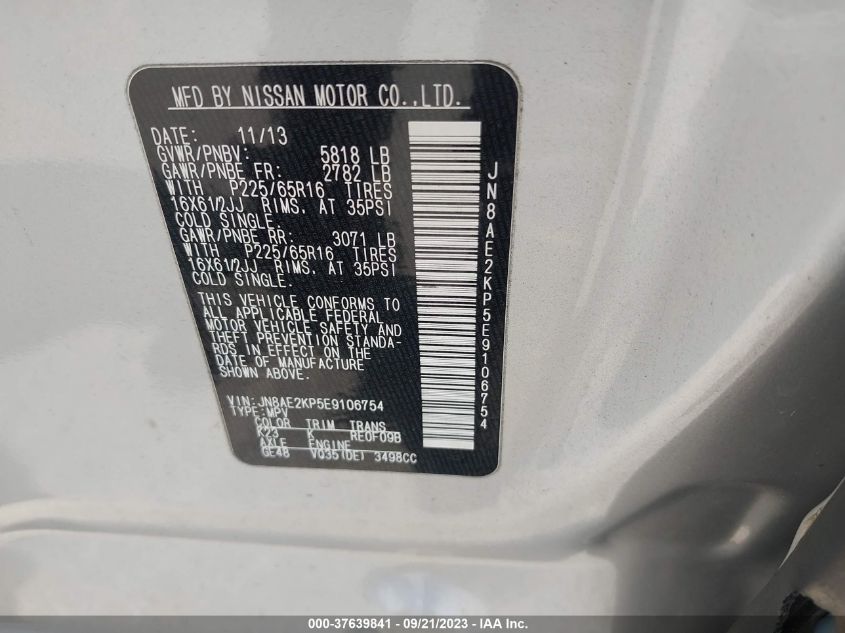 MFD BY NISSAN MOTOR CO.,LTD.
DATE: 11/13
GVWR/PNBV: 5818 LB
GAWR/PNBE FR: 2782 LB
WITH P225/65R16 TIRES
16X61/2JJ RIMS. AT 35PSI
COLD SINGLE.
GAWR/PNBE RR: 3071 LB
WITH P225/65R16 TIRES
16X61/2JJ RIMS. AT 35PSI
COLD SINGLE.
THIS VEHICLE CONFORMS TO
ALL APPLICABLE FEDERAL
MOTOR VEHICLE SAFETY AND
THEFT PREVENTION STANDA-
RDS IN EFFECT ON THE
DATE OF MANUFACTURE
SHOWN ABOVE.
VIN:JN8AE2KP5E9106754
TYPE:MPV
COLOR TRIM TRANS
K23 K RE0F09B
AXLE ENGINE
GE48 VQ35(DE) 3498CC
JN8AE2KP5E9106754
000-37639841 - 09/21/2023 - IAAI.com